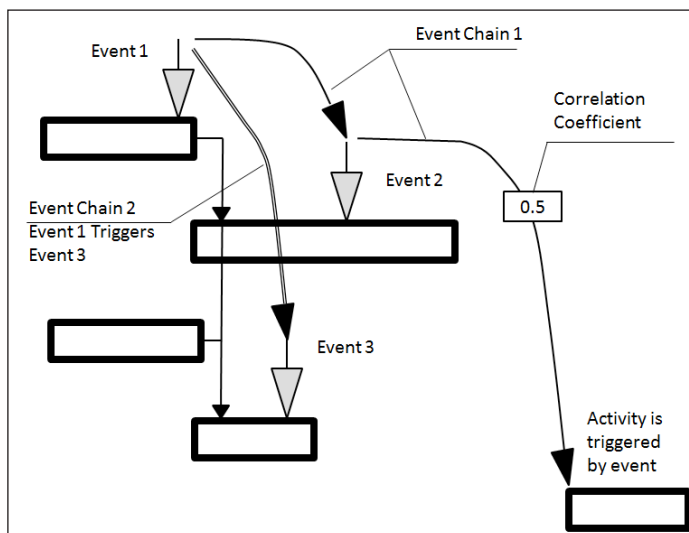 Event 1
Event Chain 1
Correlation
Coefficient
Event 2
0.5
Event Chain 2
Event 1 Triggers
Event 3
Event 3
Activity is
triggered
by event